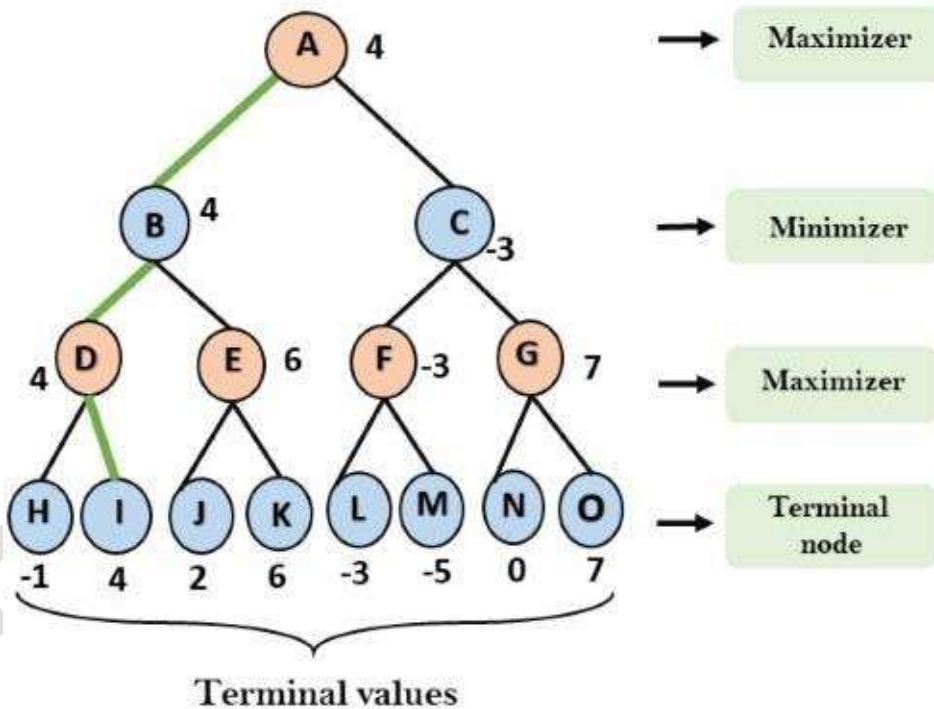 A 4 Maximizer
B 4 C -3 Minimizer
D 4 E 6 F -3 G 7 Maximizer
H I J K L M N O Terminal
node
-1 4 2 6 -3 -5 0 7
Terminal values